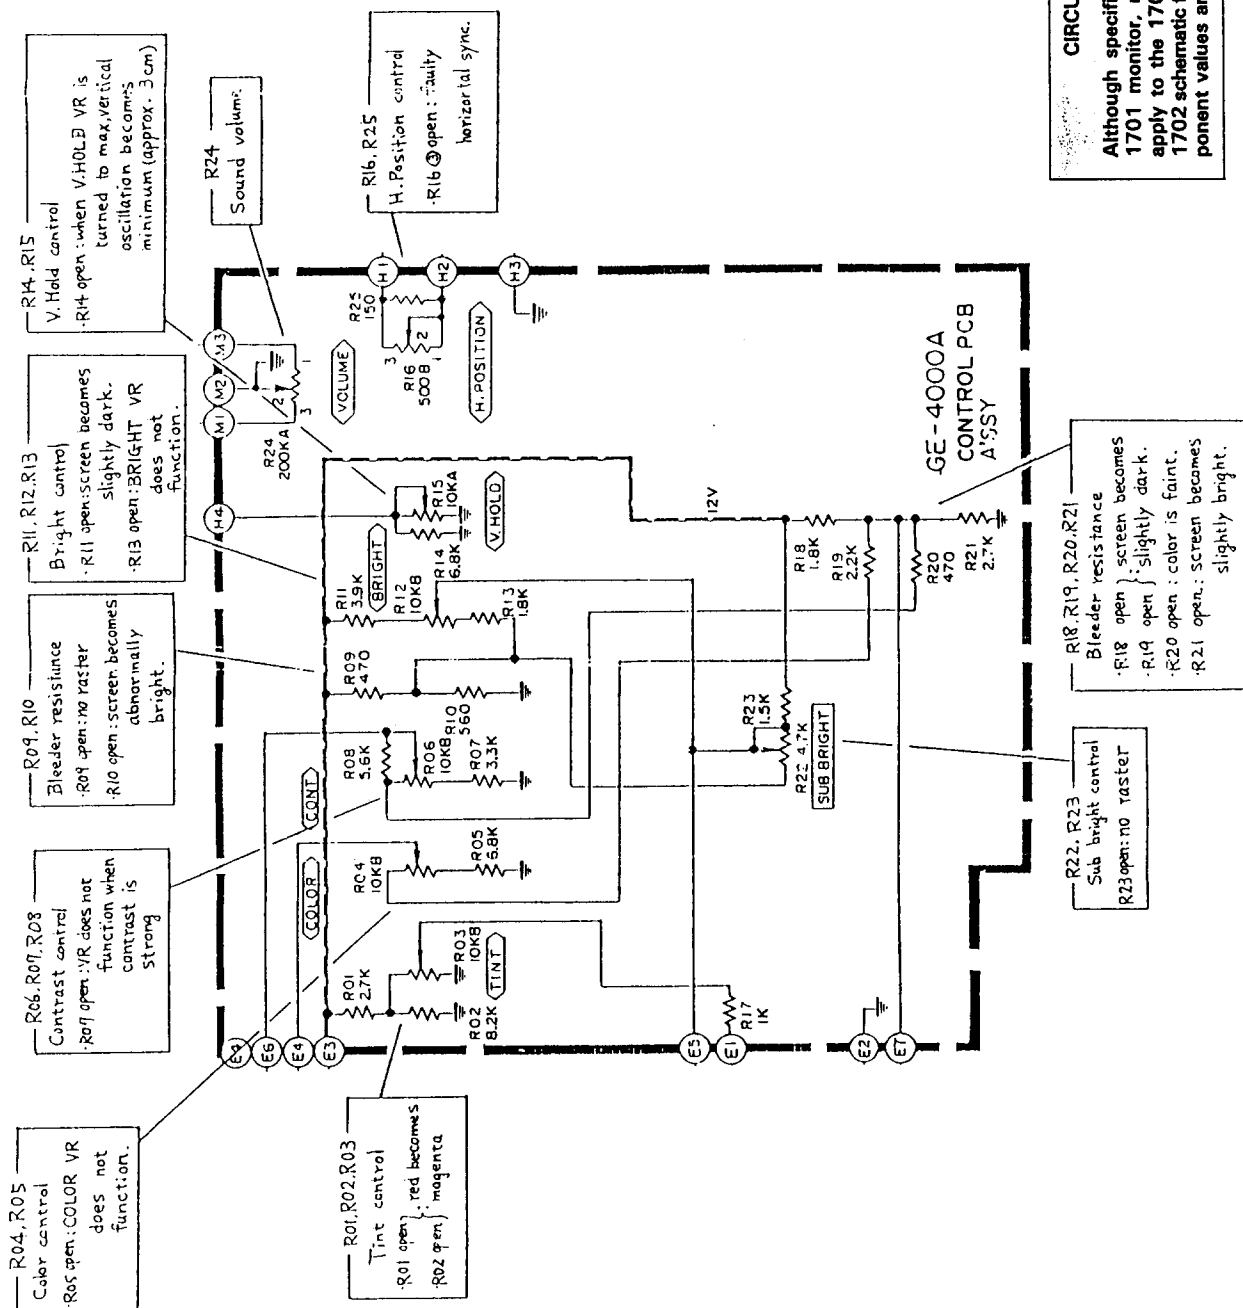 R04.R05
Color control
·R05 open:COLOR VR
does not
function.
R06.R07.R08
Contrast control
·R07 open:VR does not
function when
contrast is
strong
R09.R10
Bleeder resistance
·R09 open:no raster
·R10 open:screen becomes
abnormally
bright.
R11.R12.R13
Bright control
·R11 open:screen becomes
slightly dark.
·R13 open:BRIGHT VR
does not
function.
R14.R15
V.Hold control
·R14 open:when V.HOLD VR is
turned to max,vertical
oscillation becomes
minimum(approx. 3cm)
R24
Sound volume.
R16.R25
H.Position control
·R16 ③ open: faulty
horizontal sync.
R01.R02.R03
Tint control
·R01 open
·R02 open
: red becomes
magenta
R22.R23
Sub bright control
R23open:no raster
R18.R19.R20.R21
Bleeder resistance
·R18 open
·R19 open
: screen becomes
slightly dark.
·R20 open: color is faint.
·R21 open: screen becomes
slightly bright.
CIRCU
Although specifi
1701 monitor,
apply to the 170
1702 schematic
ponent values ar
E6
E4
E3
E5
E1
E2
E7
H4
M1
M2
M3
H1
H2
H3
R01
2.7K
R02
8.2K
R03
10KB
TINT
COLOR
R04
10KB
R05
6.8K
CONT
R08
5.6K
R06
10KB
R07
3.3K
R09
470
R10
560
R11
3.9K
BRIGHT
R12
10KB
R13
1.8K
R14
6.8K
R15
10KA
V.HOLD
R24
200KA
3
2
1
VOLUME
R25
150
3
2
1
R16
500B
H.POSITION
R17
1K
R23
1.5K
R22 4.7K
SUB BRIGHT
12V
R18
1.8K
R19
2.2K
R20
470
R21
2.7K
GE-4000A
CONTROL PCB
A'SSY